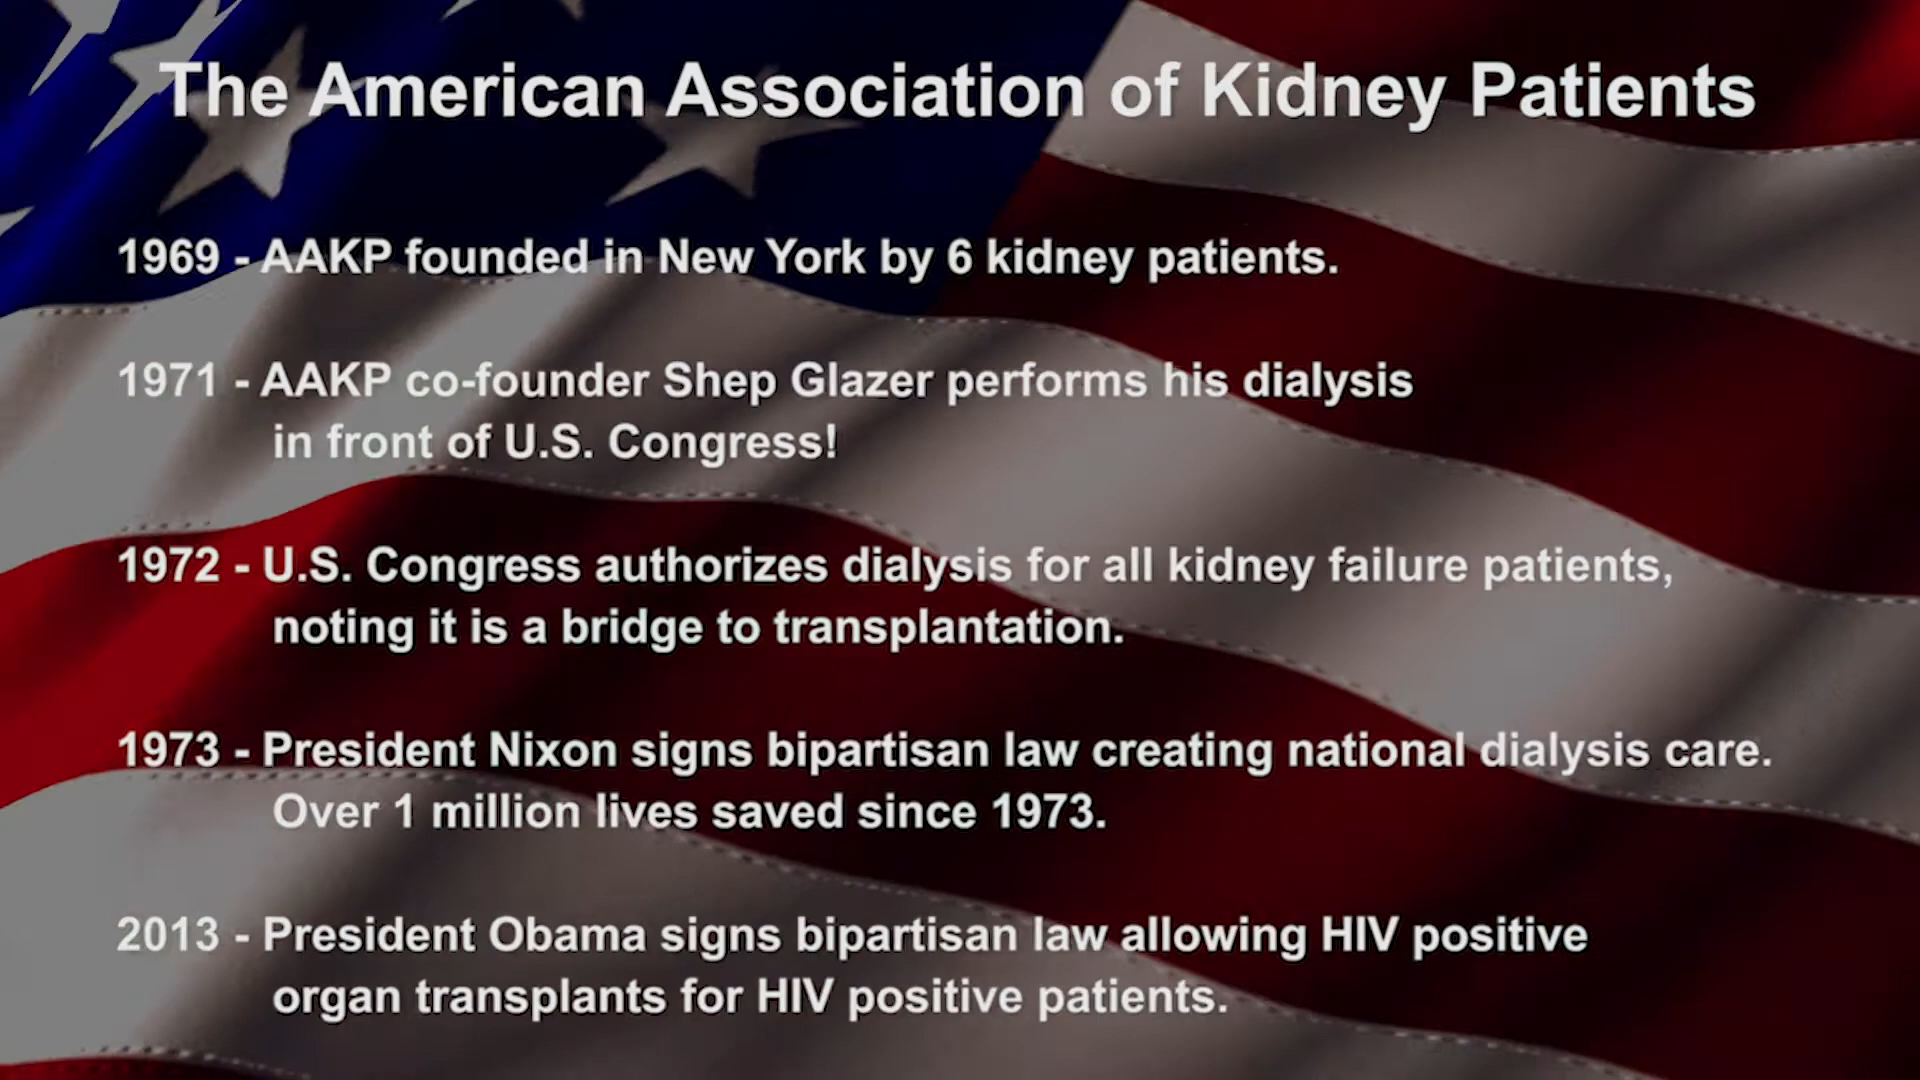 The American Association of Kidney Patients
1969 - AAKP founded in New York by 6 kidney patients.
1971 - AAKP co-founder Shep Glazer performs his dialysis
in front of U.S. Congress!
1972 - U.S. Congress authorizes dialysis for all kidney failure patients,
noting it is a bridge to transplantation.
1973 - President Nixon signs bipartisan law creating national dialysis care.
Over 1 million lives saved since 1973.
2013 - President Obama signs bipartisan law allowing HIV positive
organ transplants for HIV positive patients.